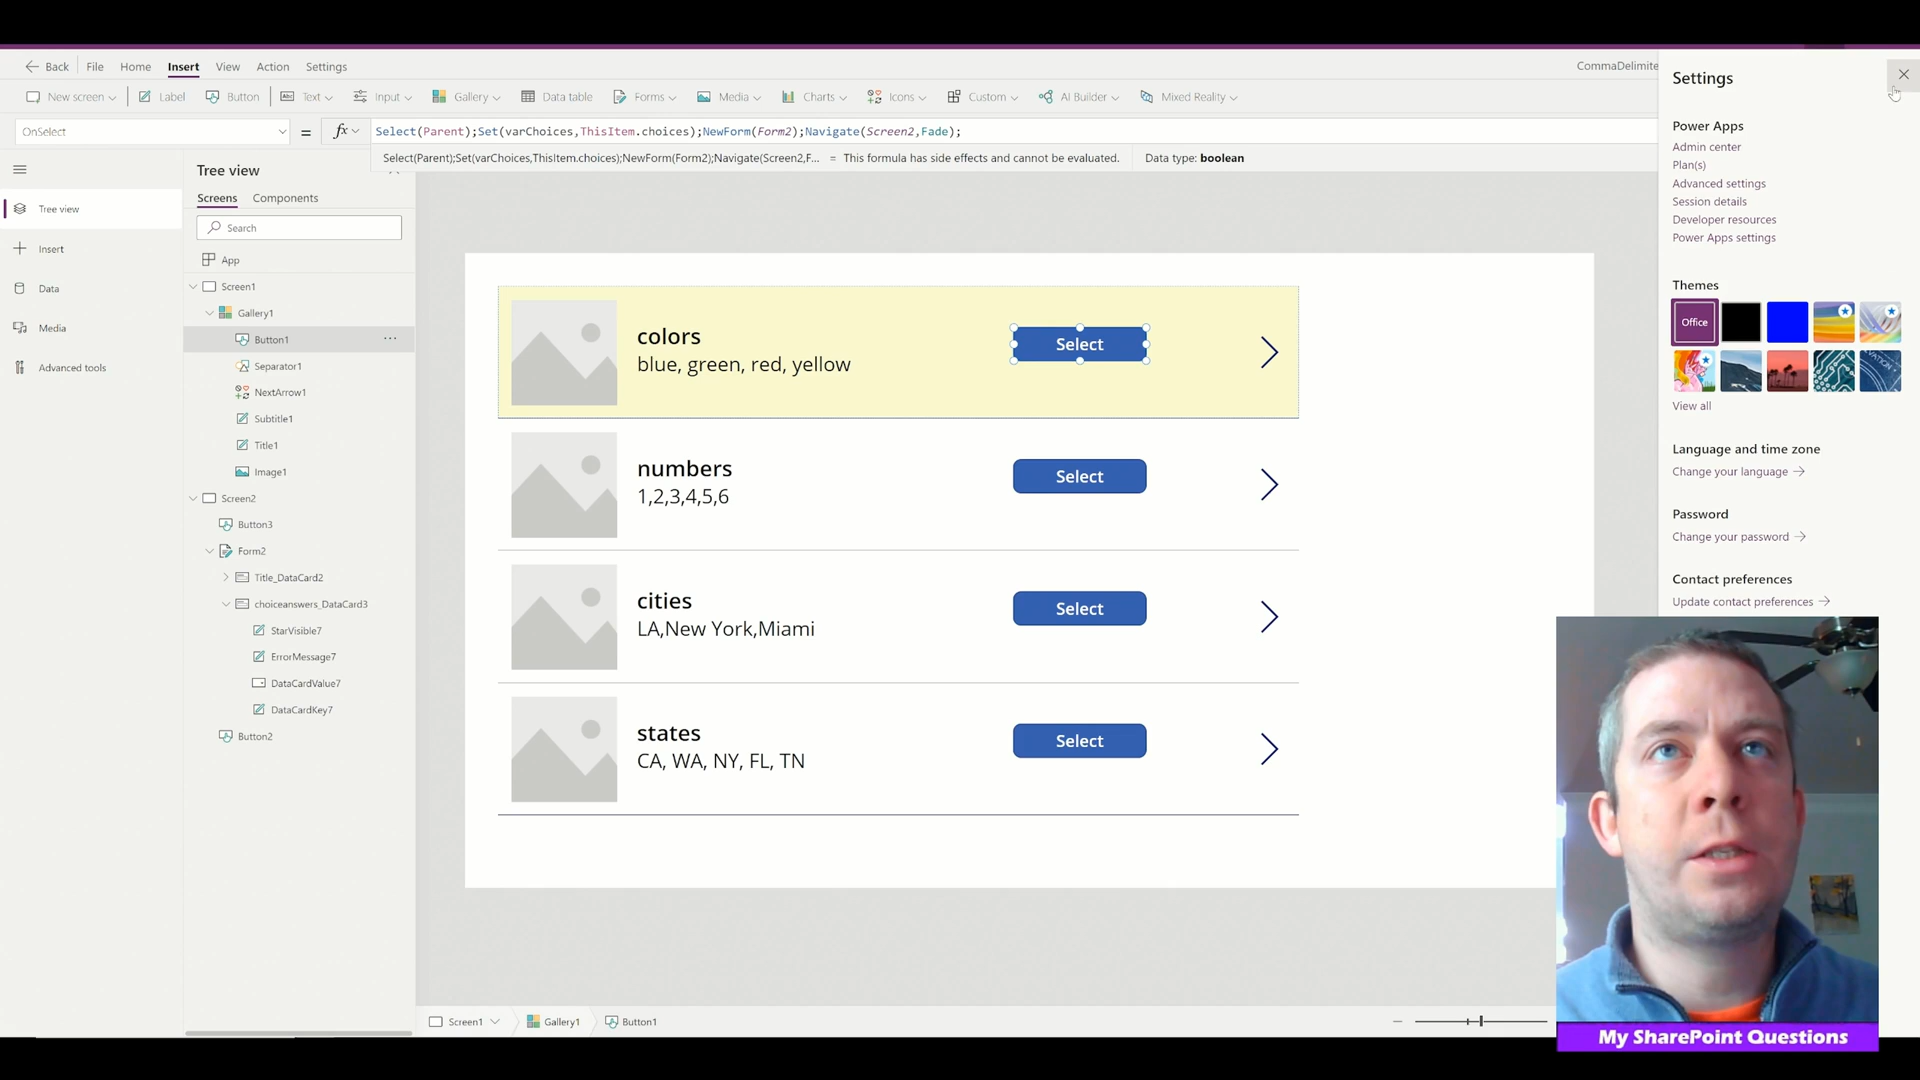 Back File Home Insert View Action Settings CommaDelimite
New screen Label Button Text Input Gallery Data table Forms Media Charts Icons Custom AI Builder Mixed Reality
OnSelect = fx Select(Parent);Set(varChoices,ThisItem.choices);NewForm(Form2);Navigate(Screen2,Fade);
Select(Parent);Set(varChoices,ThisItem.choices);NewForm(Form2);Navigate(Screen2,F... = This formula has side effects and cannot be evaluated. Data type: boolean
Tree view
Insert
Data
Media
Advanced tools
Tree view
Screens Components
Search
App
Screen1
Gallery1
Button1 ...
Separator1
NextArrow1
Subtitle1
Title1
Image1
Screen2
Button3
Form2
Title_DataCard2
choiceanswers_DataCard3
StarVisible7
ErrorMessage7
DataCardValue7
DataCardKey7
Button2
colors
blue, green, red, yellow
Select
numbers
1,2,3,4,5,6
Select
cities
LA,New York,Miami
Select
states
CA, WA, NY, FL, TN
Select
Screen1 Gallery1 Button1
Settings
Power Apps
Admin center
Plan(s)
Advanced settings
Session details
Developer resources
Power Apps settings
Themes
Office
View all
Language and time zone
Change your language
Password
Change your password
Contact preferences
Update contact preferences
My SharePoint Questions